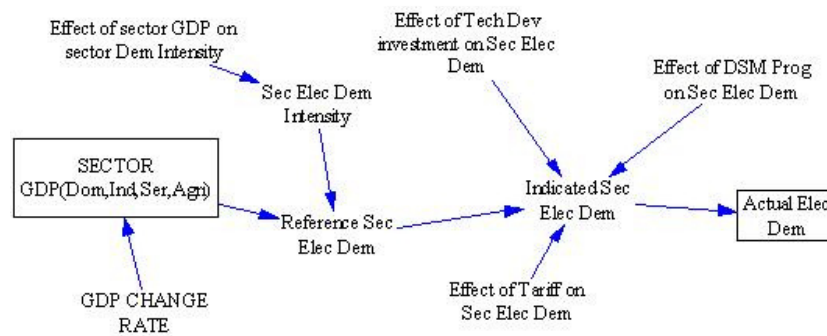 Effect of sector GDP on
sector Dem Intensity
Effect of Tech Dev
investment on Sec Elec
Dem
Effect of DSM Prog
on Sec Elec Dem
Sec Elec Dem
Intensity
SECTOR
GDP(Dom,Ind,Ser,Agri)
Reference Sec
Elec Dem
Indicated Sec
Elec Dem
Actual Elec
Dem
GDP CHANGE
RATE
Effect of Tariff on
Sec Elec Dem